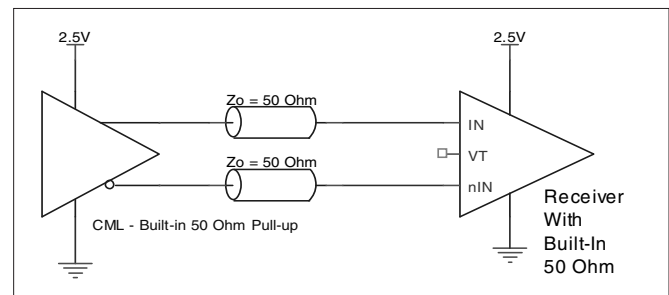 2.5V
2.5V
Zo = 50 Ohm
IN
VT
Zo = 50 Ohm
nIN
CML - Built-in 50 Ohm Pull-up
Receiver
With
Built-In
50 Ohm